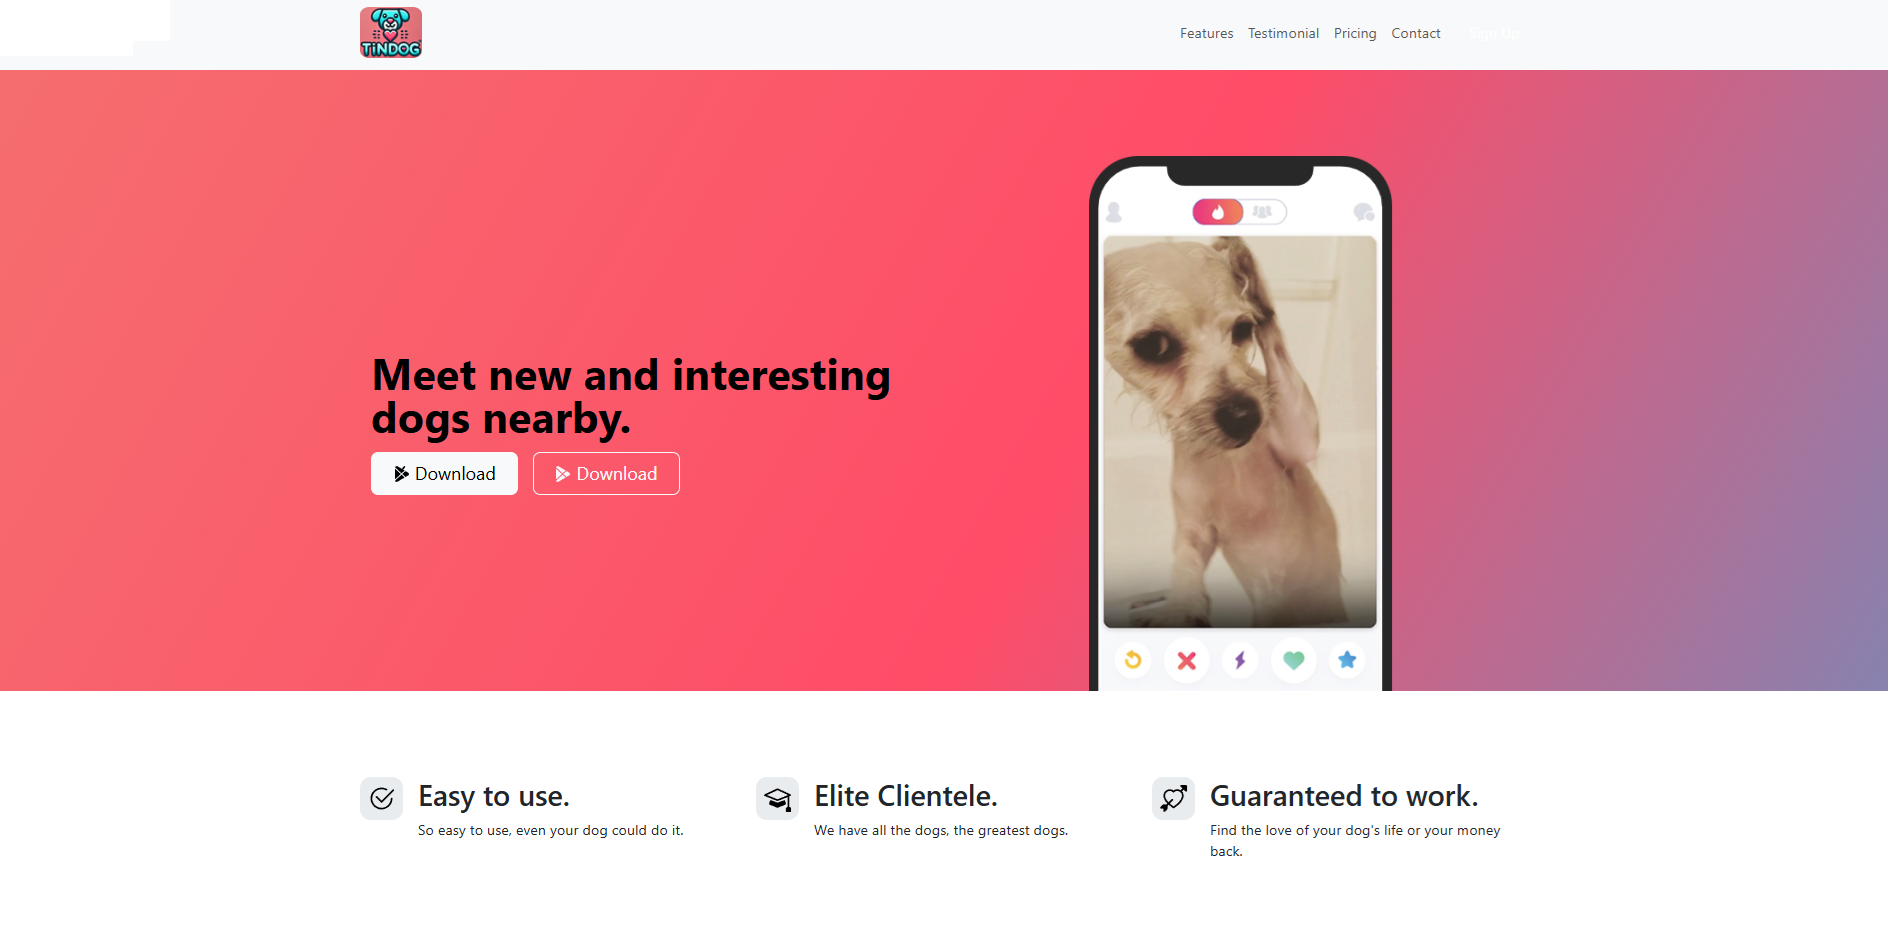 TiNDOG
Features Testimonial Pricing Contact Sign Up
Meet new and interesting
dogs nearby.
Download Download
Easy to use.
So easy to use, even your dog could do it.
Elite Clientele.
We have all the dogs, the greatest dogs.
Guaranteed to work.
Find the love of your dog's life or your money
back.